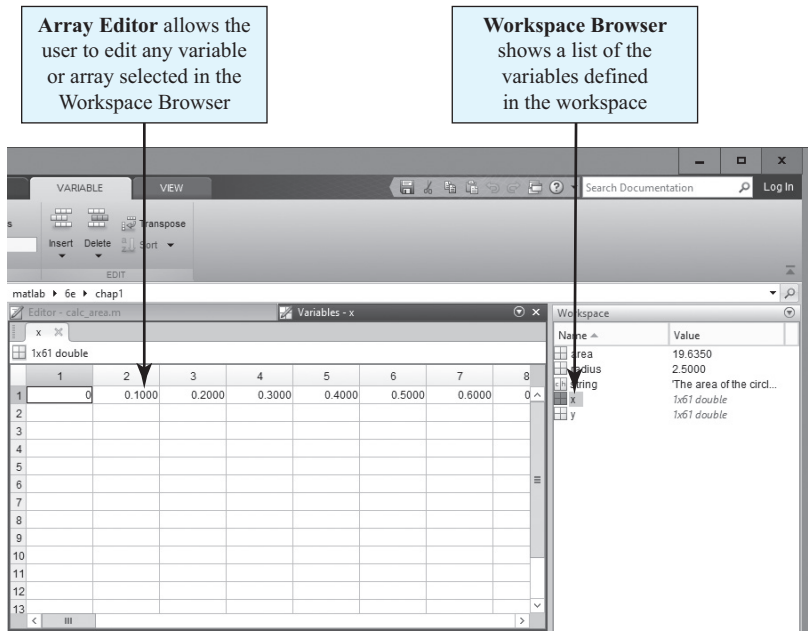 Array Editor allows the
user to edit any variable
or array selected in the
Workspace Browser
Workspace Browser
shows a list of the
variables defined
in the workspace
VARIABLE VIEW
Search Documentation Log In
s Transpose
Insert Delete Sort
EDIT
matlab 6e chap1
Editor - calc_area.m Variables - x Workspace
x
1x61 double
Name Value
area 19.6350
radius 2.5000
string 'The area of the circl...
x 1x61 double
y 1x61 double
1 2 3 4 5 6 7 8
1 0 0.1000 0.2000 0.3000 0.4000 0.5000 0.6000 0
2
3
4
5
6
7
8
9
10
11
12
13